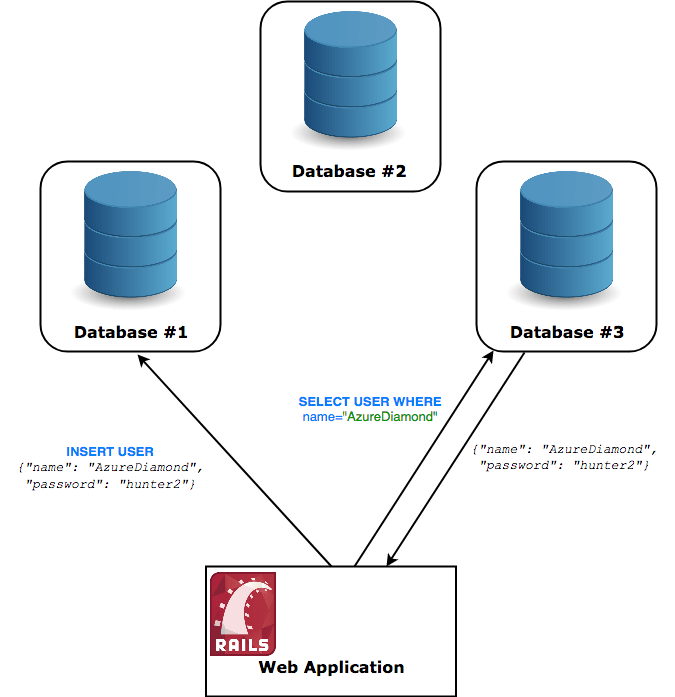 Database #2
Database #1
Database #3
SELECT USER WHERE
name="AzureDiamond"
INSERT USER
{"name": "AzureDiamond",
"password": "hunter2"}
{"name": "AzureDiamond",
"password": "hunter2"}
RAILS
Web Application